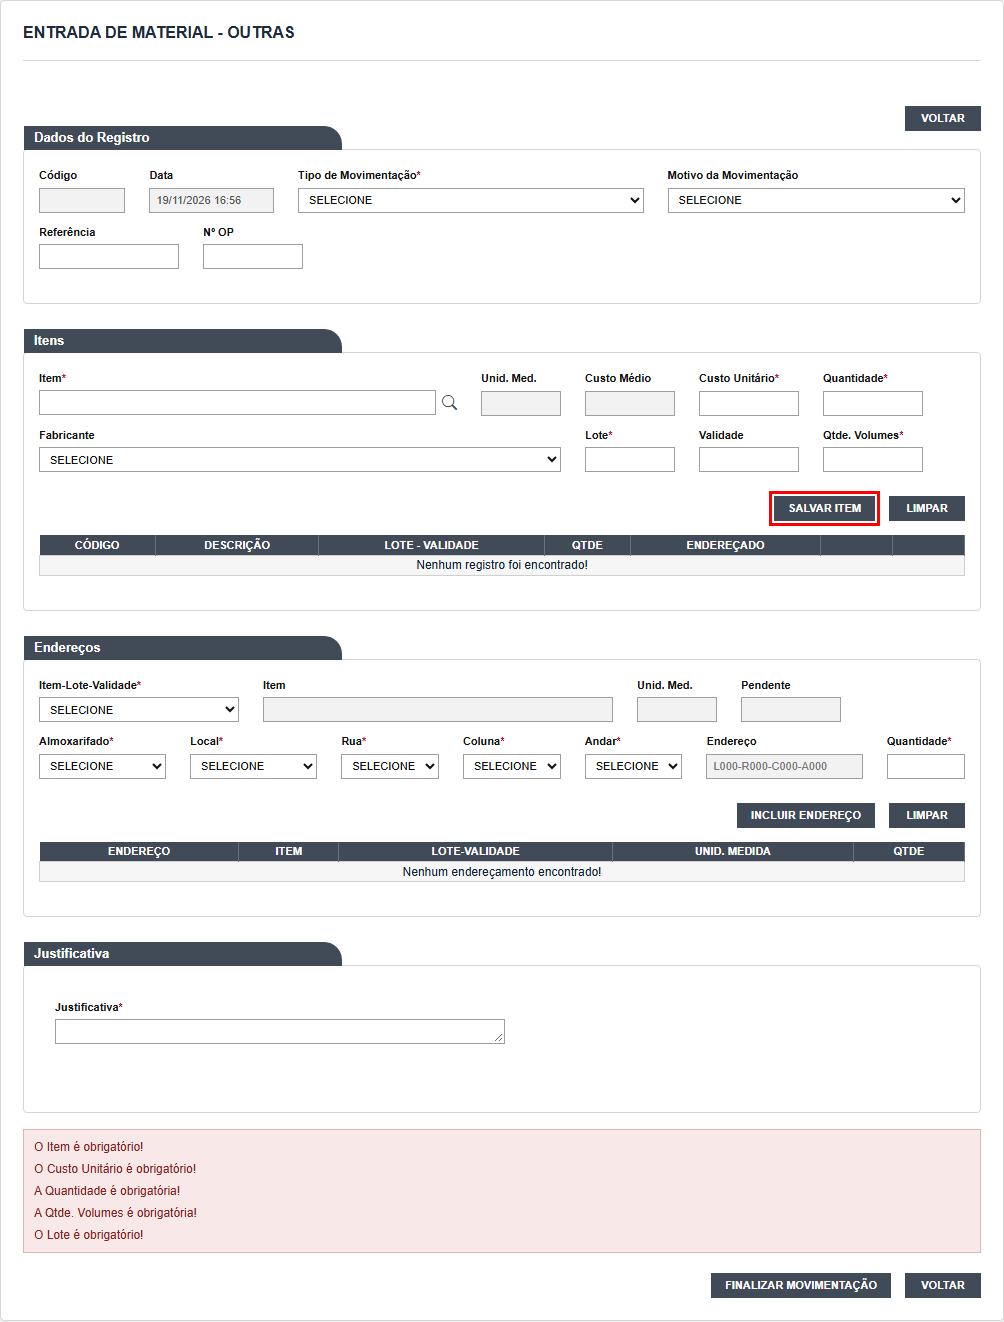 ENTRADA DE MATERIAL - OUTRAS
VOLTAR
Dados do Registro
Código Data Tipo de Movimentação* Motivo da Movimentação
19/11/2026 16:56 SELECIONE SELECIONE
Referência Nº OP
Itens
Item* Unid. Med. Custo Médio Custo Unitário* Quantidade*
Fabricante Lote* Validade Qtde. Volumes*
SELECIONE
SALVAR ITEM LIMPAR
CÓDIGO DESCRIÇÃO LOTE - VALIDADE QTDE ENDEREÇADO
Nenhum registro foi encontrado!
Endereços
Item-Lote-Validade* Item Unid. Med. Pendente
SELECIONE
Almoxarifado* Local* Rua* Coluna* Andar* Endereço Quantidade*
SELECIONE SELECIONE SELECIONE SELECIONE SELECIONE L000-R000-C000-A000
INCLUIR ENDEREÇO LIMPAR
ENDEREÇO ITEM LOTE-VALIDADE UNID. MEDIDA QTDE
Nenhum endereçamento encontrado!
Justificativa
Justificativa*
O Item é obrigatório!
O Custo Unitário é obrigatório!
A Quantidade é obrigatória!
A Qtde. Volumes é obrigatória!
O Lote é obrigatório!
FINALIZAR MOVIMENTAÇÃO VOLTAR